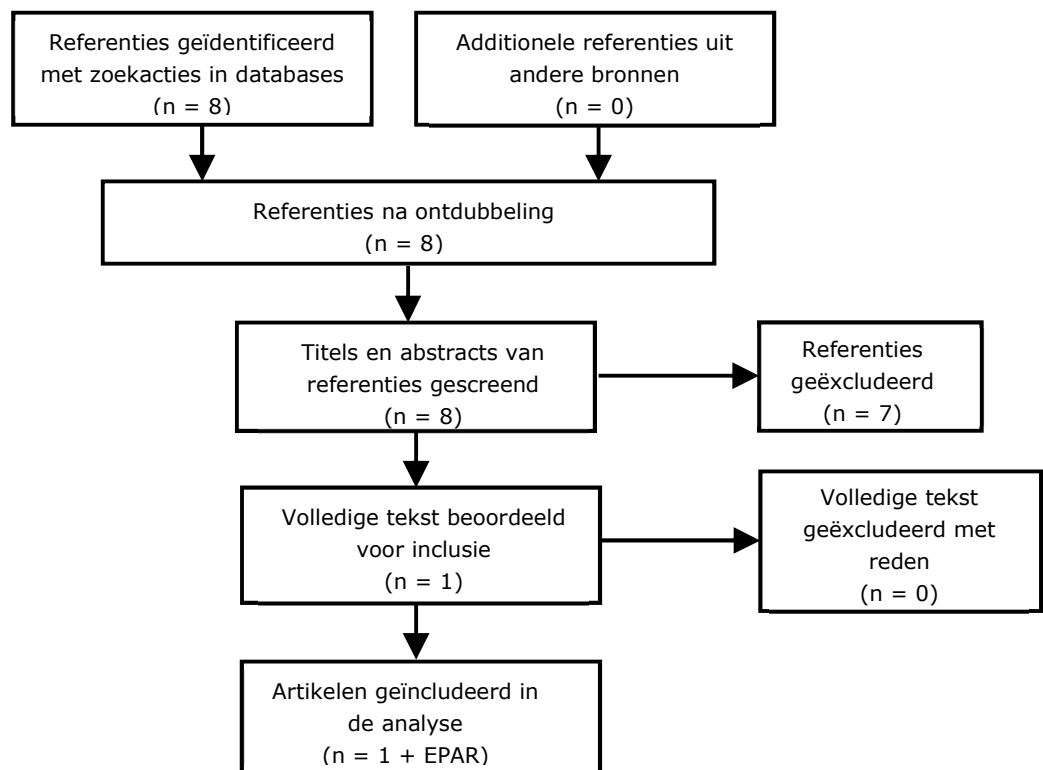 Referenties geïdentificeerd
met zoekacties in databases
(n = 8)
Additionele referenties uit
andere bronnen
(n = 0)
Referenties na ontdubbeling
(n = 8)
Titels en abstracts van
referenties gescreend
(n = 8)
Referenties
geëxcludeerd
(n = 7)
Volledige tekst beoordeeld
voor inclusie
(n = 1)
Volledige tekst
geëxcludeerd met
reden
(n = 0)
Artikelen geïncludeerd in
de analyse
(n = 1 + EPAR)